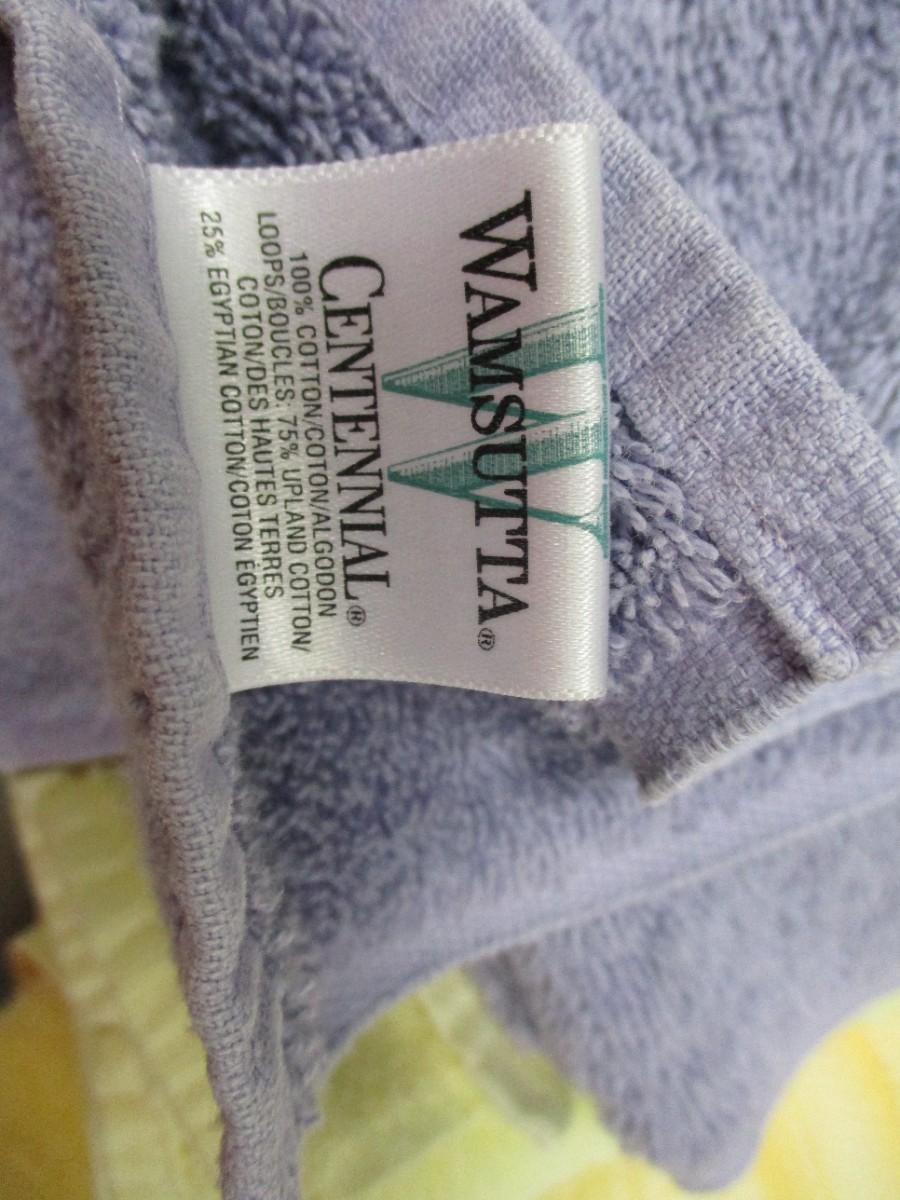 WAMSUTTA®
CENTENNIAL®
100% COTTON/COTON/ALGODON
LOOPS/BOUCLES: 75% UPLAND COTTON/
COTON/DES HAUTES TERRES
25% EGYPTIAN COTTON/COTON EGYPTIEN